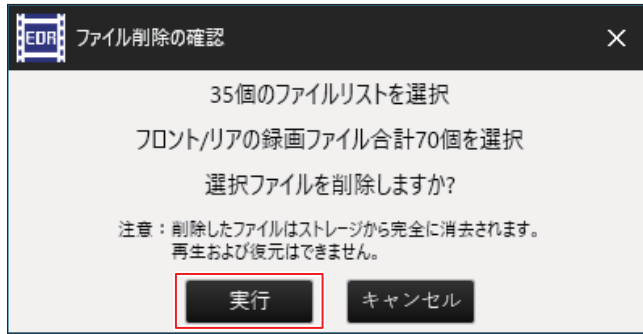 EDR ファイル削除の確認
35個のファイルリストを選択
フロント/リアの録画ファイル合計70個を選択
選択ファイルを削除しますか?
注意：削除したファイルはストレージから完全に消去されます。
再生および復元はできません。
実行 キャンセル